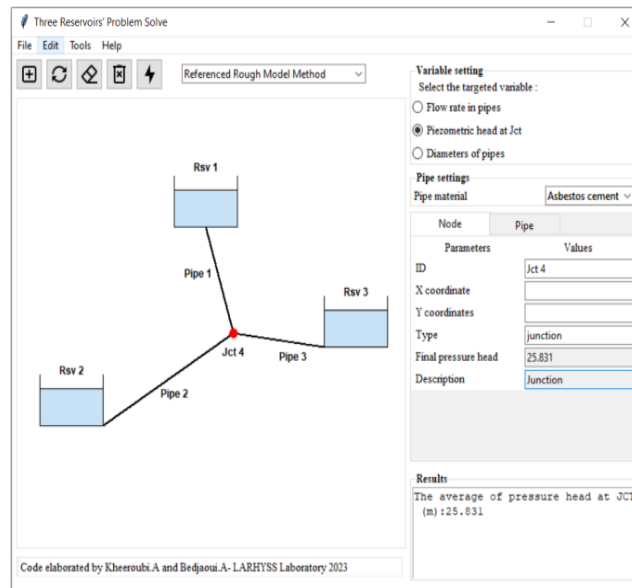 Three Reservoirs' Problem Solve
File Edit Tools Help
Referenced Rough Model Method
Rsv 1
Pipe 1
Rsv 3
Jct 4
Pipe 3
Rsv 2
Pipe 2
Code elaborated by Kheeroubi.A and Bedjaoui.A- LARHYSS Laboratory 2023
Variable setting
Select the targeted variable :
Flow rate in pipes
Piezometric head at Jct
Diameters of pipes
Pipe settings
Pipe material Asbestos cement
Node Pipe
Parameters Values
ID Jct 4
X coordinate
Y coordinates
Type junction
Final pressure head 25.831
Description Junction
Results
The average of pressure head at JCT
(m):25.831